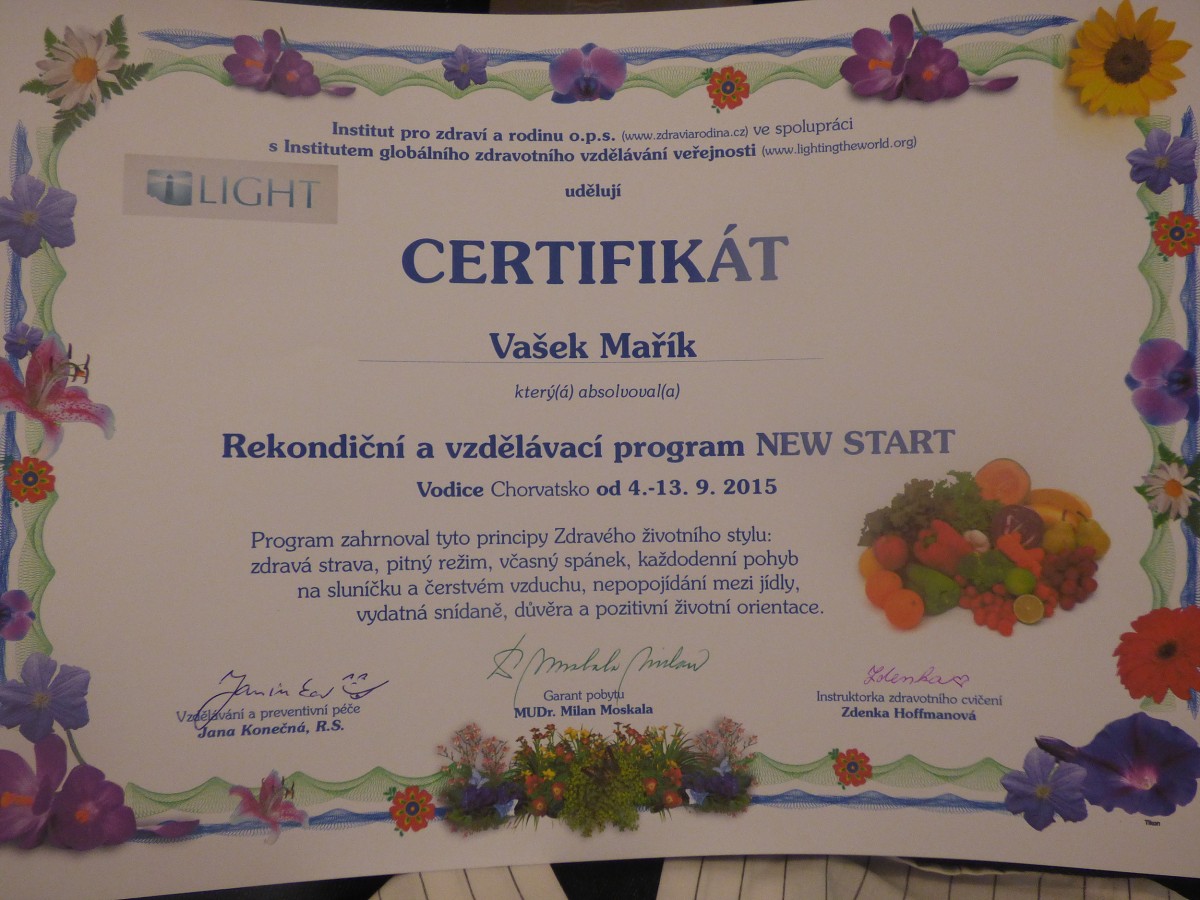 Institut pro zdraví a rodinu o.p.s. (www.zdraviarodina.cz) ve spolupráci
s Institutem globálního zdravotního vzdělávání veřejnosti (www.lightingtheworld.org)
udělují
LIGHT
CERTIFIKÁT
Vašek Mařík
který(á) absolvoval(a)
Rekondiční a vzdělávací program NEW START
Vodice Chorvatsko od 4.-13. 9. 2015
Program zahrnoval tyto principy Zdravého životního stylu:
zdravá strava, pitný režim, včasný spánek, každodenní pohyb
na sluníčku a čerstvém vzduchu, nepopojídání mezi jídly,
vydatná snídaně, důvěra a pozitivní životní orientace.
Moskala Milan
Zdenka
Vzdělávání a preventivní péče
Jana Konečná, R.S.
Garant pobytu
MUDr. Milan Moskala
Instruktorka zdravotního cvičení
Zdenka Hoffmanová